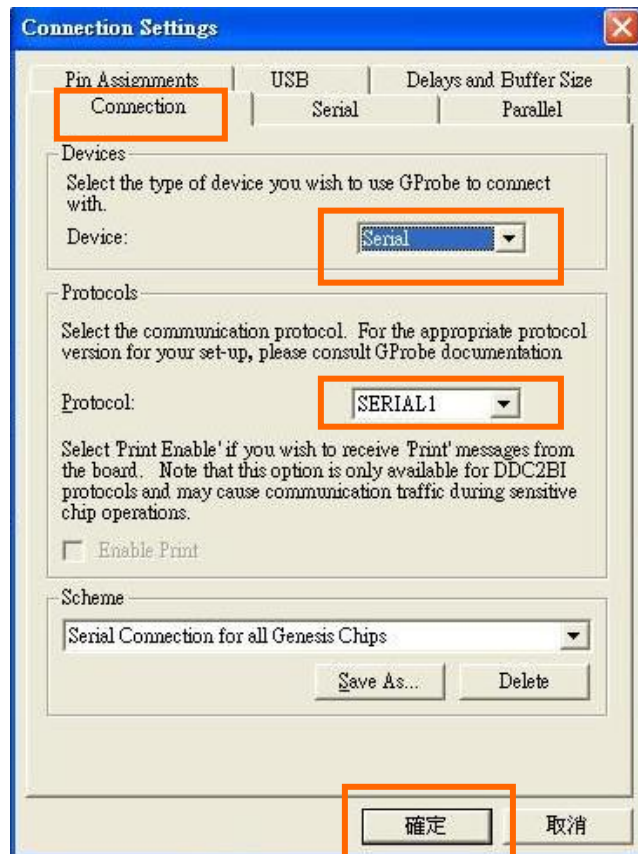 Connection Settings
Pin Assignments
USB
Delays and Buffer Size
Connection
Serial
Parallel
Devices
Select the type of device you wish to use GProbe to connect
with.
Device:
Serial
Protocols
Select the communication protocol. For the appropriate protocol
version for your set-up, please consult GProbe documentation
Protocol:
SERIAL1
Select 'Print Enable' if you wish to receive 'Print' messages from
the board. Note that this option is only available for DDC2BI
protocols and may cause communication traffic during sensitive
chip operations.
Enable Print
Scheme
Serial Connection for all Genesis Chips
Save As...
Delete
確定
取消